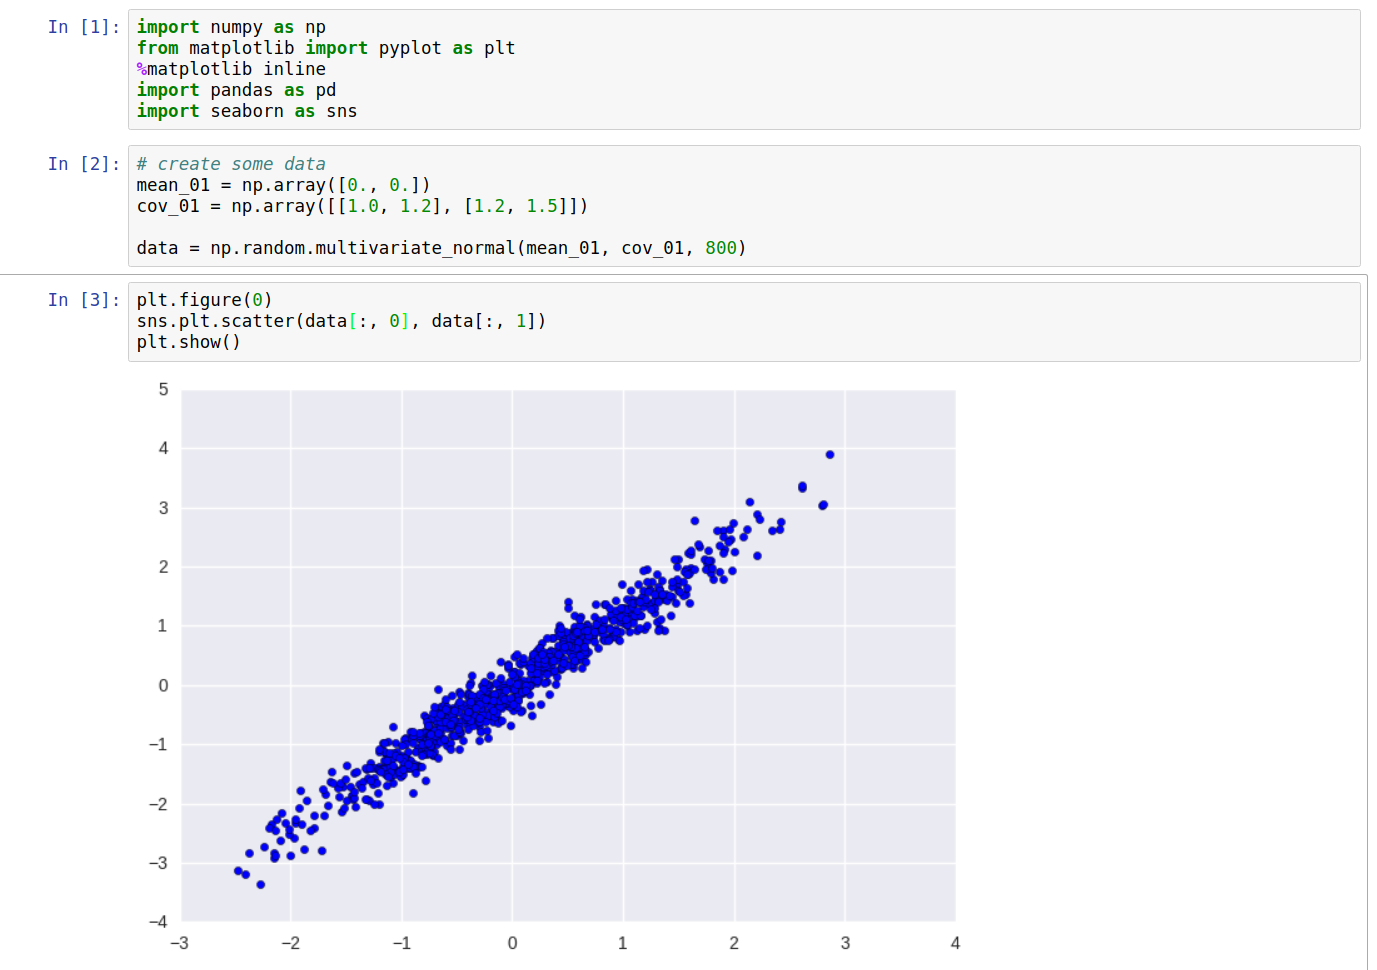 In [1]:
import numpy as np
from matplotlib import pyplot as plt
%matplotlib inline
import pandas as pd
import seaborn as sns
In [2]:
# create some data
mean_01 = np.array([0., 0.])
cov_01 = np.array([[1.0, 1.2], [1.2, 1.5]])
data = np.random.multivariate_normal(mean_01, cov_01, 800)
In [3]:
plt.figure(0)
sns.plt.scatter(data[:, 0], data[:, 1])
plt.show()
5
4
3
2
1
0
−1
−2
−3
−4
−3 −2 −1 0 1 2 3 4